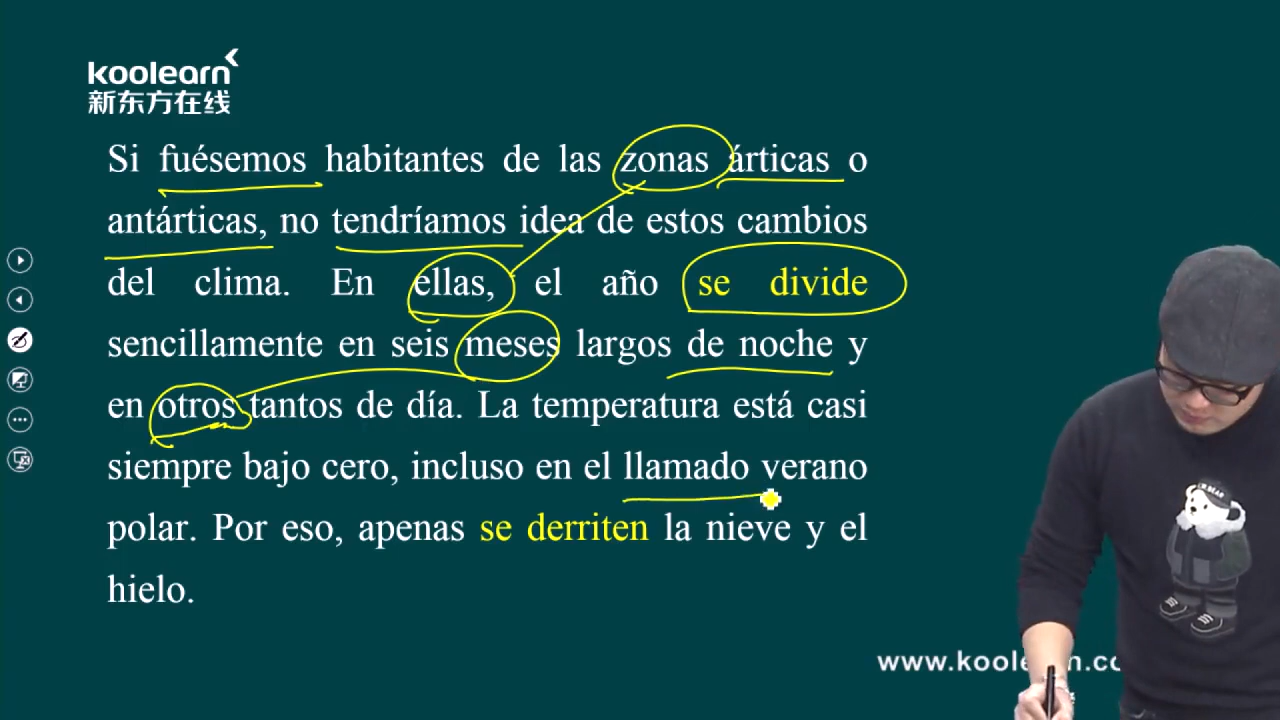 koolearn
新东方在线
Si fuésemos habitantes de las zonas árticas o
antárticas, no tendríamos idea de estos cambios
del clima. En ellas, el año se divide
sencillamente en seis meses largos de noche y
en otros tantos de día. La temperatura está casi
siempre bajo cero, incluso en el llamado verano
polar. Por eso, apenas se derriten la nieve y el
hielo.